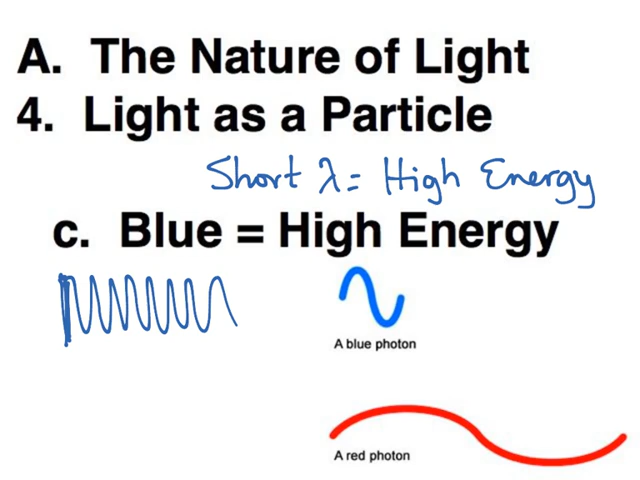 A. The Nature of Light
4. Light as a Particle
Short λ = High Energy
c. Blue = High Energy
A blue photon
A red photon